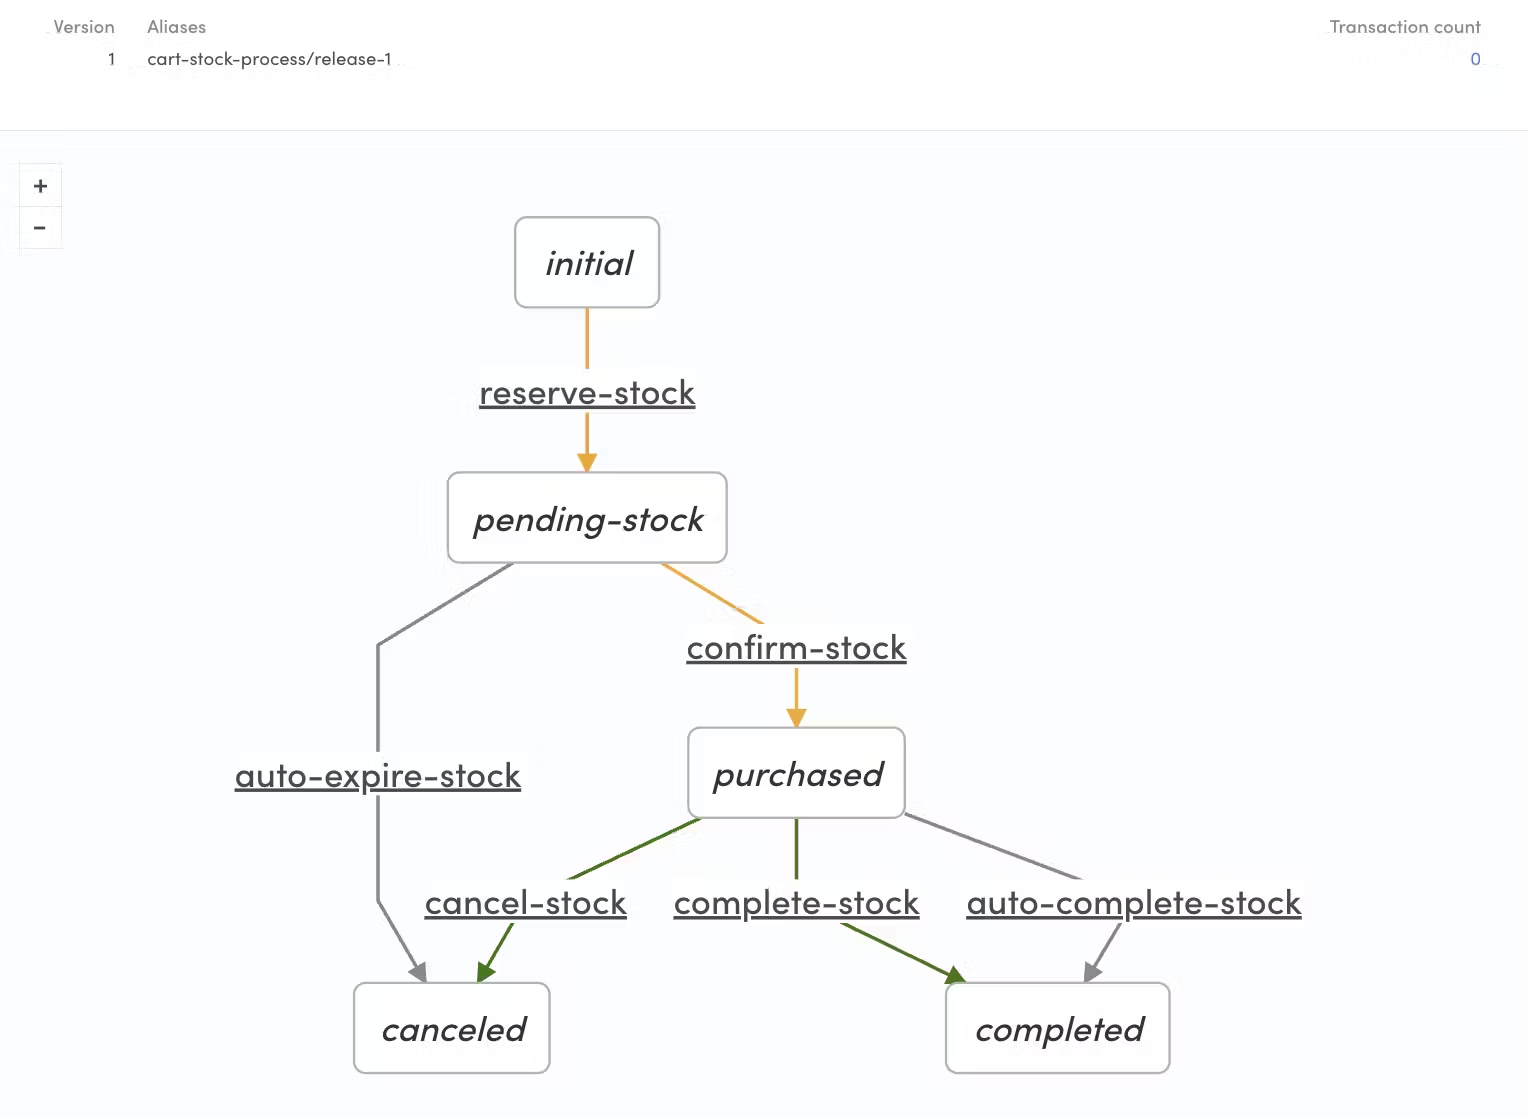 Version Aliases Transaction count
1 cart-stock-process/release-1 0
+
-
initial
reserve-stock
pending-stock
confirm-stock
auto-expire-stock
purchased
cancel-stock complete-stock auto-complete-stock
canceled completed